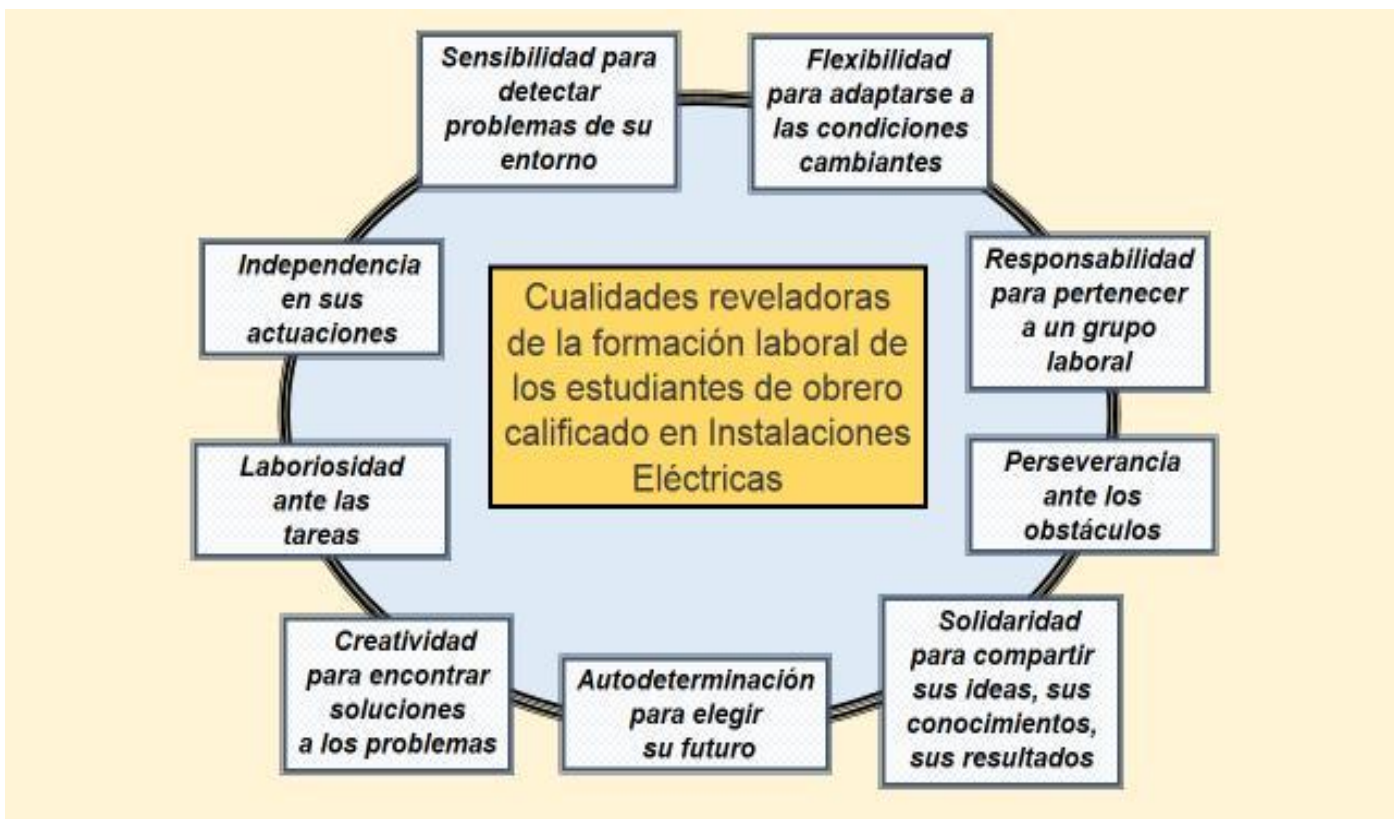 Sensibilidad para
detectar
problemas de su
entorno
Flexibilidad
para adaptarse a
las condiciones
cambiantes
Independencia
en sus
actuaciones
Cualidades reveladoras
de la formación laboral de
los estudiantes de obrero
calificado en Instalaciones
Eléctricas
Responsabilidad
para pertenecer
a un grupo
laboral
Laboriosidad
ante las
tareas
Perseverancia
ante los
obstáculos
Creatividad
para encontrar
soluciones
a los problemas
Autodeterminación
para elegir
su futuro
Solidaridad
para compartir
sus ideas, sus
conocimientos,
sus resultados